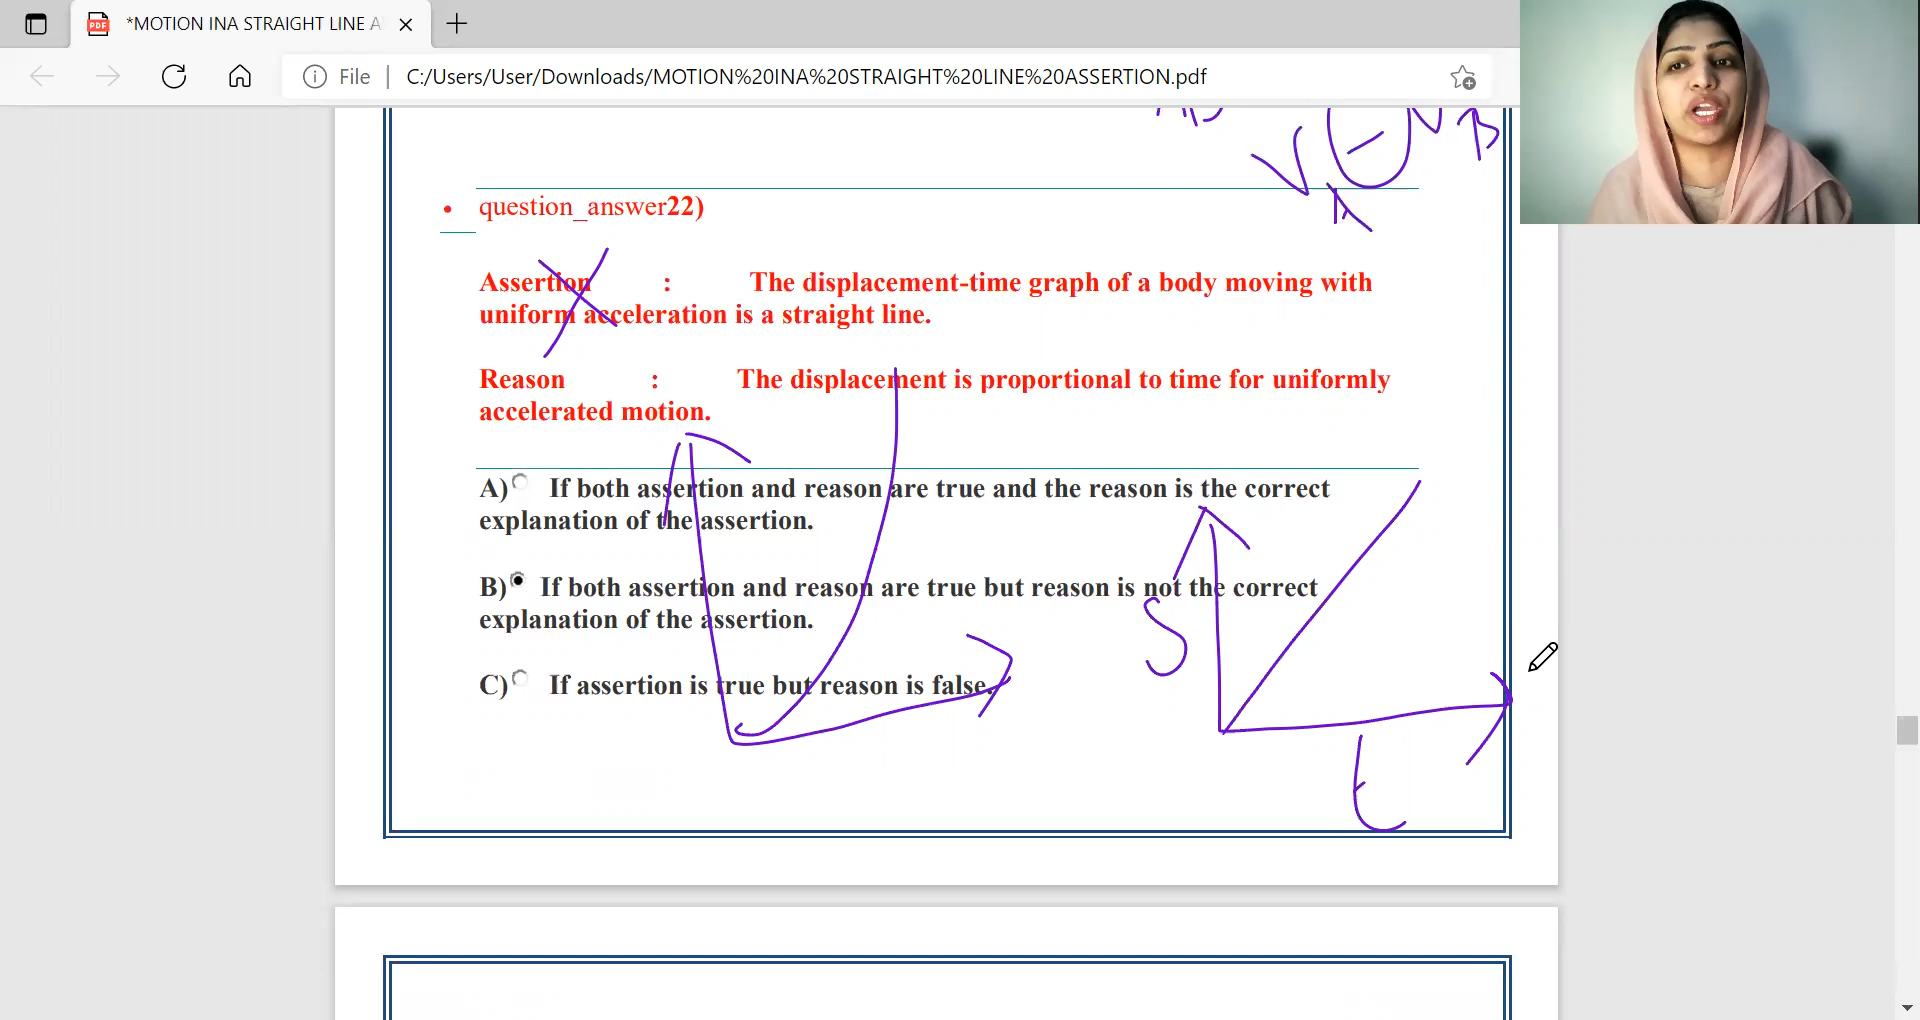 *MOTION INA STRAIGHT LINE A
File C:/Users/User/Downloads/MOTION%20INA%20STRAIGHT%20LINE%20ASSERTION.pdf
V A - V B
question_answer22)
Assertion : The displacement-time graph of a body moving with
uniform acceleration is a straight line.
Reason : The displacement is proportional to time for uniformly
accelerated motion.
A) If both assertion and reason are true and the reason is the correct
explanation of the assertion.
B) If both assertion and reason are true but reason is not the correct
explanation of the assertion.
S
C) If assertion is true but reason is false.
t